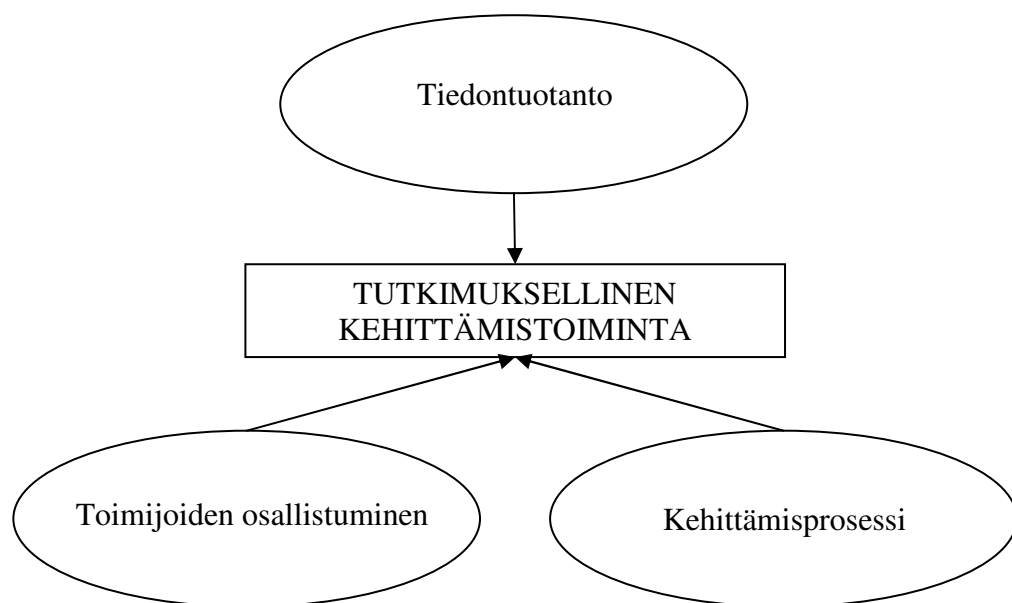 Tiedontuotanto
TUTKIMUKSELLINEN
KEHITTÄMISTOIMINTA
Toimijoiden osallistuminen
Kehittämisprosessi